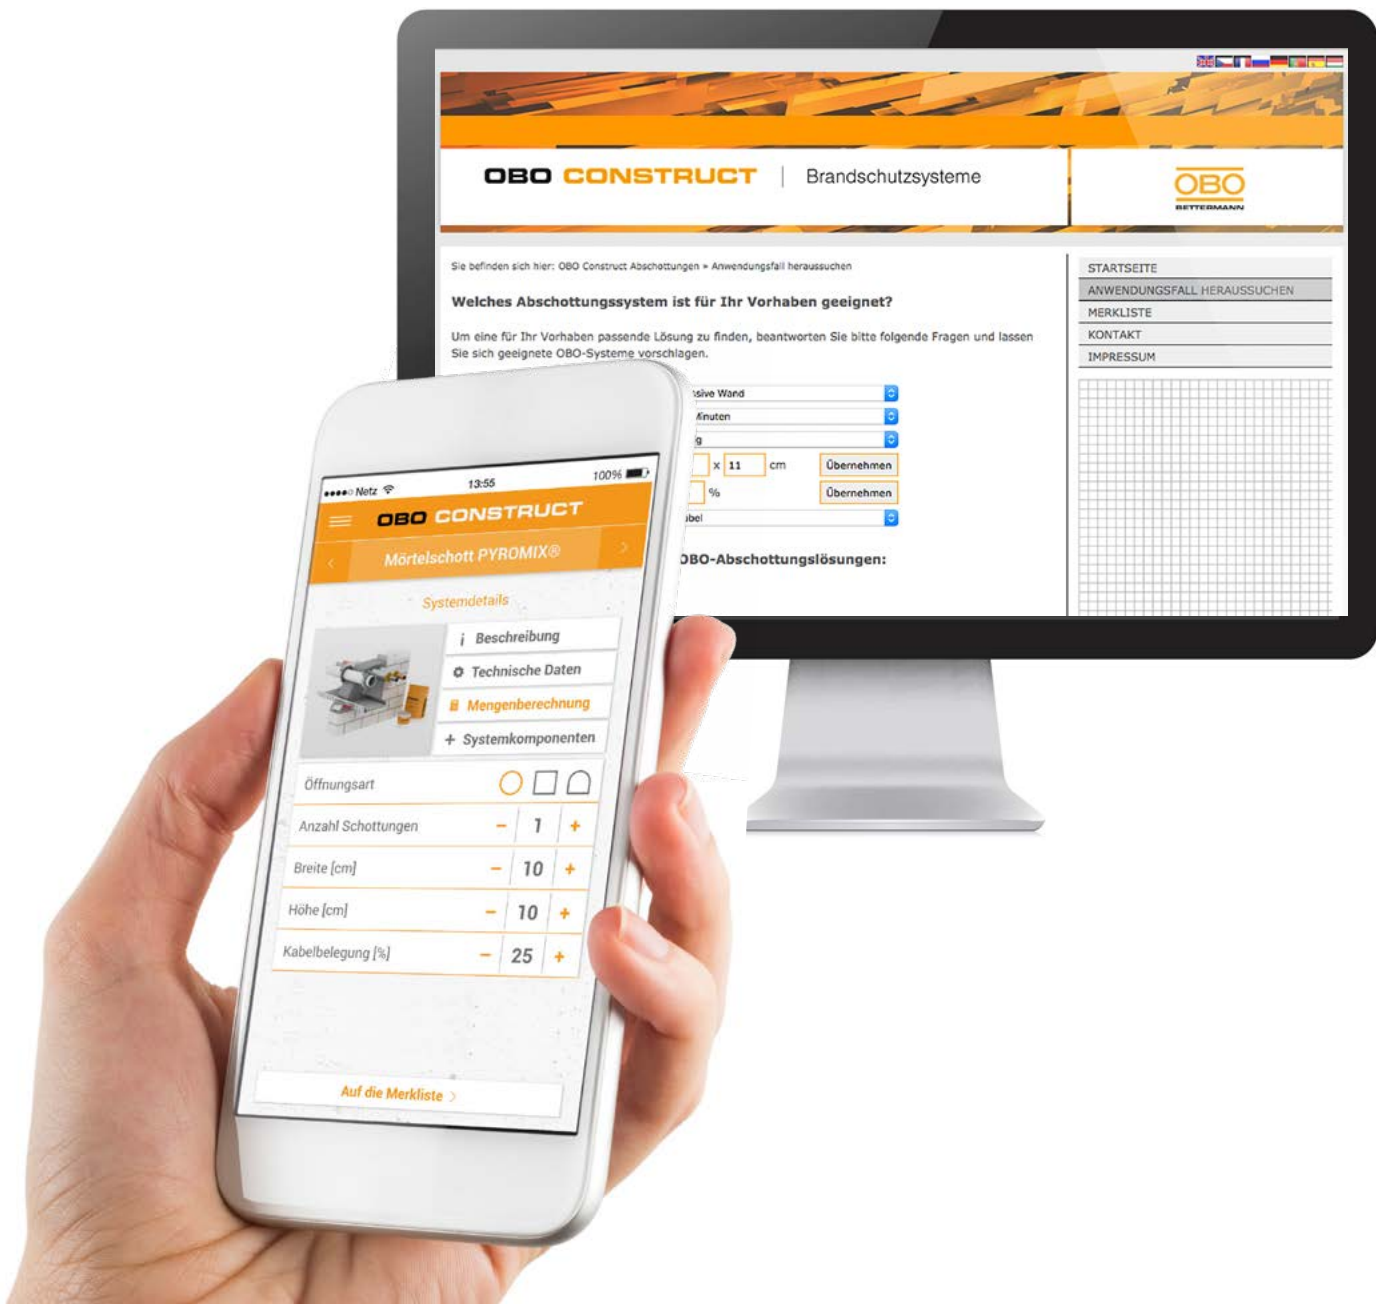 OBO CONSTRUCT | Brandschutzsysteme
OBO
BETTERMANN
Sie befinden sich hier: OBO Construct Abschottungen » Anwendungsfall heraussuchen
Welches Abschottungssystem ist für Ihr Vorhaben geeignet?
Um eine für Ihr Vorhaben passende Lösung zu finden, beantworten Sie bitte folgende Fragen und lassen
Sie sich geeignete OBO-Systeme vorschlagen.
ssive Wand
Minuten
g
x 11 cm Übernehmen
% Übernehmen
abel
OBO-Abschottungslösungen:
STARTSEITE
ANWENDUNGSFALL HERAUSSUCHEN
MERKLISTE
KONTAKT
IMPRESSUM
Netz 13:55 100%
OBO CONSTRUCT
Mörtelschott PYROMIX®
Systemdetails
Beschreibung
Technische Daten
Mengenberechnung
+ Systemkomponenten
Öffnungsart
Anzahl Schottungen − 1 +
Breite [cm] − 10 +
Höhe [cm] − 10 +
Kabelbelegung [%] − 25 +
Auf die Merkliste >